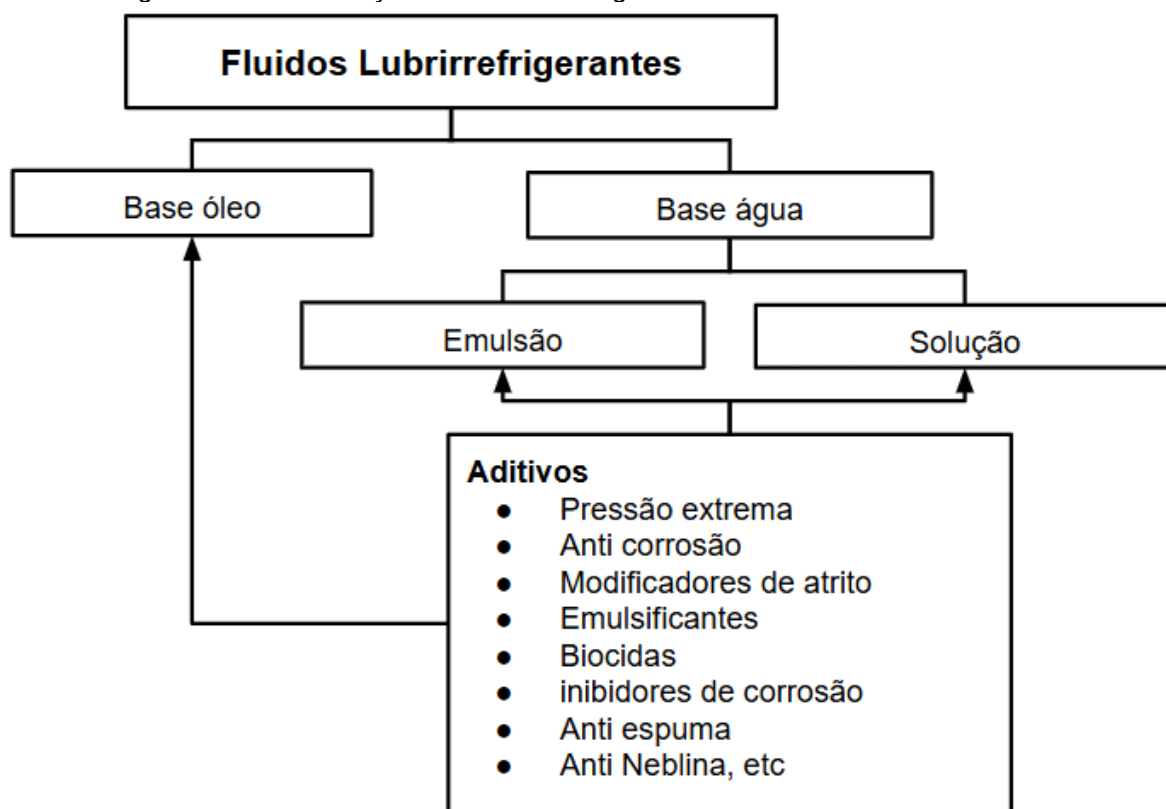 Fluidos Lubrirrefrigerantes
Base óleo
Base água
Emulsão
Solução
Aditivos
● Pressão extrema
● Anti corrosão
● Modificadores de atrito
● Emulsificantes
● Biocidas
● inibidores de corrosão
● Anti espuma
● Anti Neblina, etc